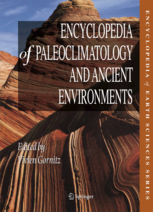 ENCYCLOPEDIA
of PALEOCLIMATOLOGY
AND ANCIENT
ENVIRONMENTS
Edited by
Vivien Gornitz
Springer
ENCYCLOPEDIA of EARTH SCIENCES SERIES